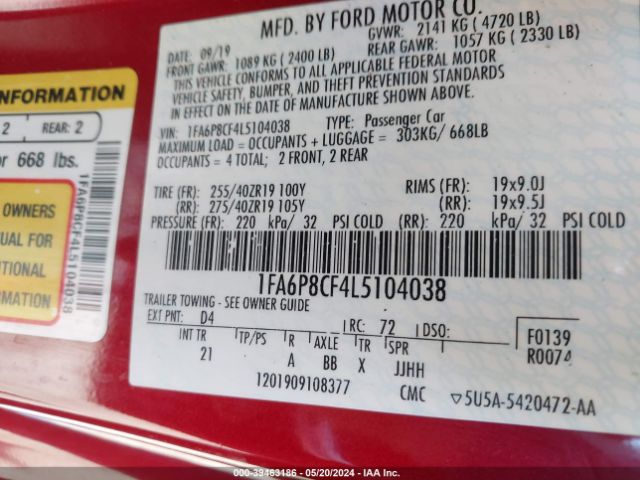 MFD. BY FORD MOTOR CO.
DATE: 09/19
GVWR: 2141 KG ( 4720 LB)
FRONT GAWR: 1089 KG ( 2400 LB)
REAR GAWR: 1057 KG ( 2330 LB)
THIS VEHICLE CONFORMS TO ALL APPLICABLE FEDERAL MOTOR
VEHICLE SAFETY, BUMPER, AND THEFT PREVENTION STANDARDS
IN EFFECT ON THE DATE OF MANUFACTURE SHOWN ABOVE.
VIN: 1FA6P8CF4L5104038 TYPE: Passenger Car
MAXIMUM LOAD = OCCUPANTS + LUGGAGE = 303KG/ 668LB
OCCUPANTS = 4 TOTAL; 2 FRONT, 2 REAR
TIRE (FR): 255/40ZR19 100Y RIMS (FR): 19x9.0J
(RR): 275/40ZR19 105Y (RR): 19x9.5J
PRESSURE (FR): 220 kPa/ 32 PSI COLD (RR): 220 kPa/ 32 PSI COLD
1FA6P8CF4L5104038
TRAILER TOWING - SEE OWNER GUIDE
EXT PNT: D4 RC: 72 DSO:
F0139
R0074
INT TR TP/PS R AXLE TR SPR
21 A BB X JJHH
1201909108377 CMC 5U5A-5420472-AA
INFORMATION
2 REAR: 2
or 668 lbs.
1FA6P8CF4L5104038
OWNERS
UAL FOR
TIONAL
ATION
000-39463186 - 05/20/2024 - IAA Inc.